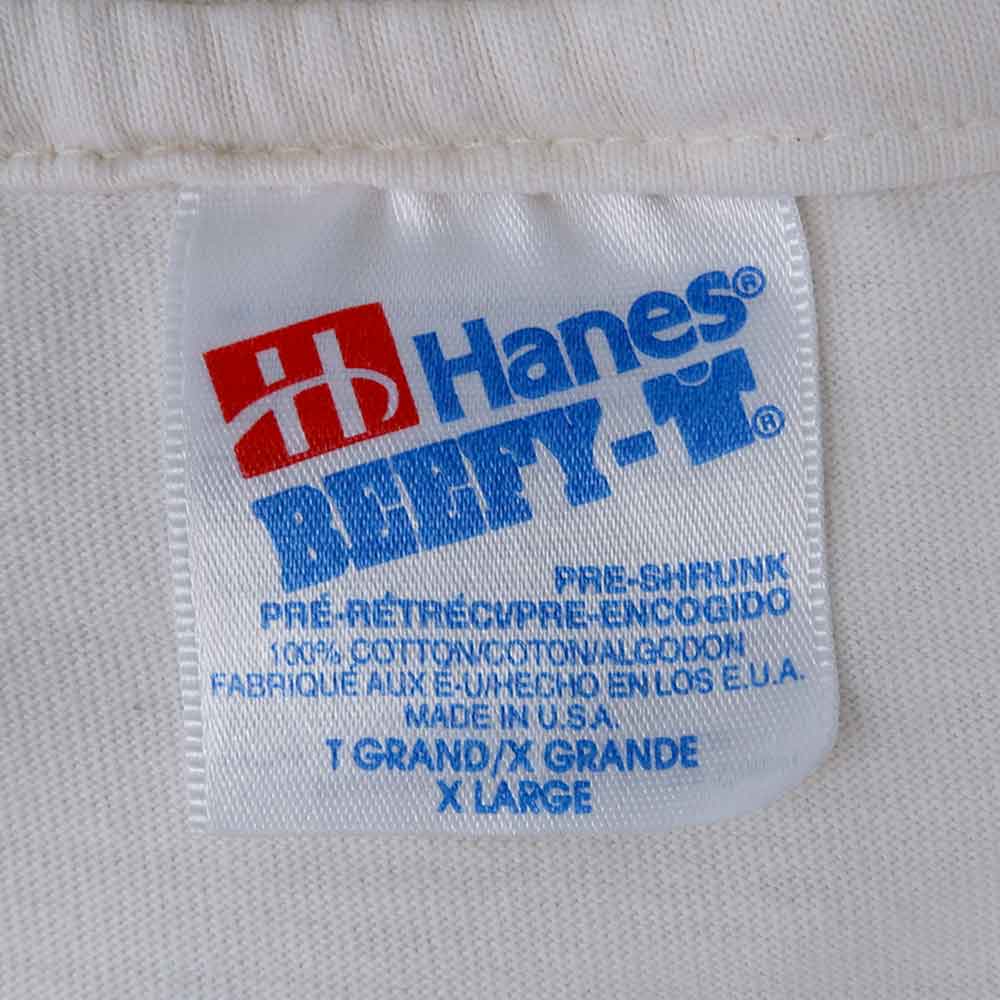 Hanes®
BEEFY-T®
PRE-SHRUNK
PRÉ-RÉTRÉCI/PRE-ENCOGIDO
100% COTTON/COTON/ALGODON
FABRIQUÉ AUX É-U/HECHO EN LOS E.U.A.
MADE IN U.S.A.
T GRAND/X GRANDE
X LARGE